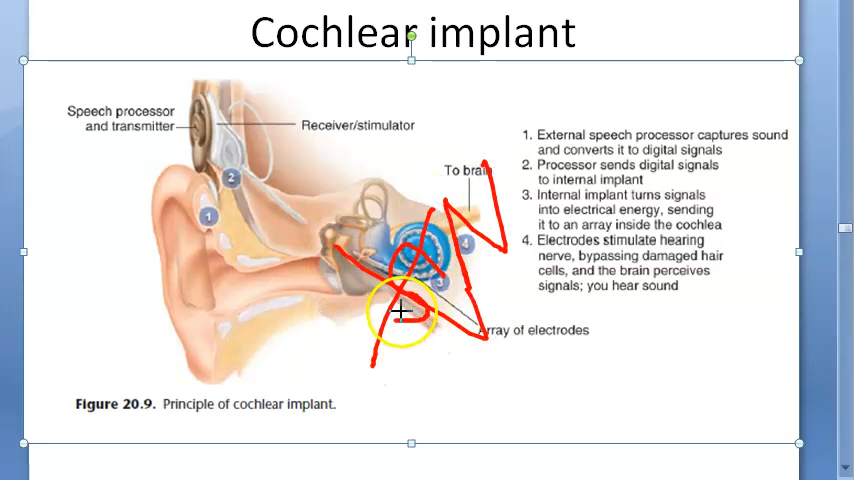 Cochlear implant
Speech processor
and transmitter
Receiver/stimulator
To brain
1
2
3
4
Array of electrodes
1. External speech processor captures sound
and converts it to digital signals
2. Processor sends digital signals
to internal implant
3. Internal implant turns signals
into electrical energy, sending
it to an array inside the cochlea
4. Electrodes stimulate hearing
nerve, bypassing damaged hair
cells, and the brain perceives
signals; you hear sound
Figure 20.9. Principle of cochlear implant.